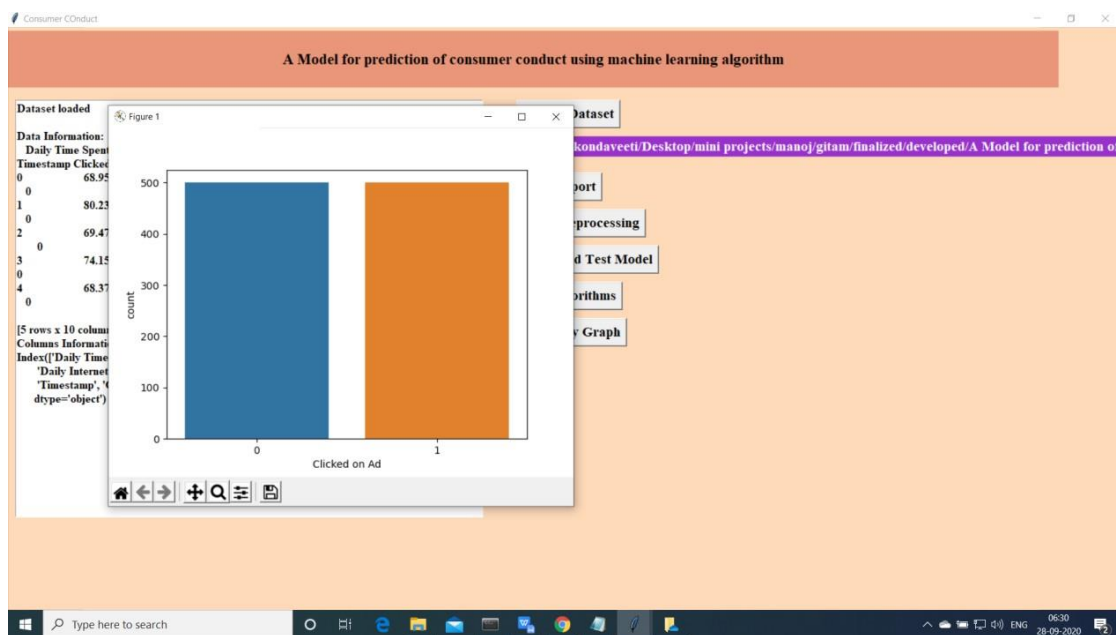 Consumer COnduct
A Model for prediction of consumer conduct using machine learning algorithm
Dataset loaded
Data Information:
Daily Time Spent
Timestamp Clicked
0 68.95
0
1 80.23
0
2 69.47
0
3 74.15
0
4 68.37
0
[5 rows x 10 colum
Columns Informati
Index(['Daily Time
'Daily Internet
'Timestamp', '
dtype='object')
Figure 1
500
400
300
200
100
0
count
0 1
Clicked on Ad
Dataset
kondaveeti/Desktop/mini projects/manoj/gitam/finalized/developed/A Model for prediction o
port
processing
d Test Model
orithms
y Graph
Type here to search
ENG
06:30
28-09-2020